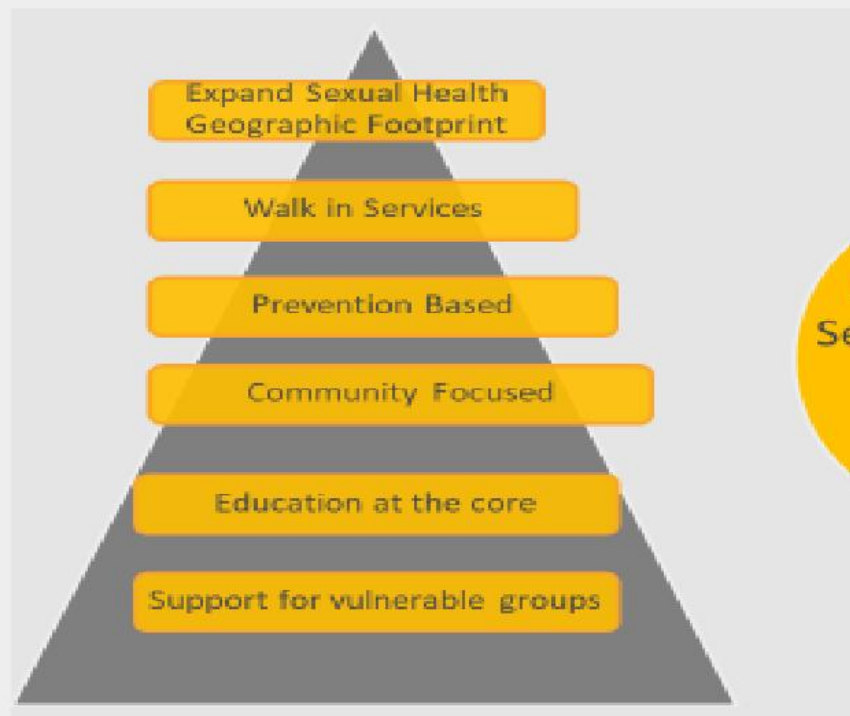 Expand Sexual Health
Geographic Footprint
Walk in Services
Prevention Based
Community Focused
Education at the core
Support for vulnerable groups